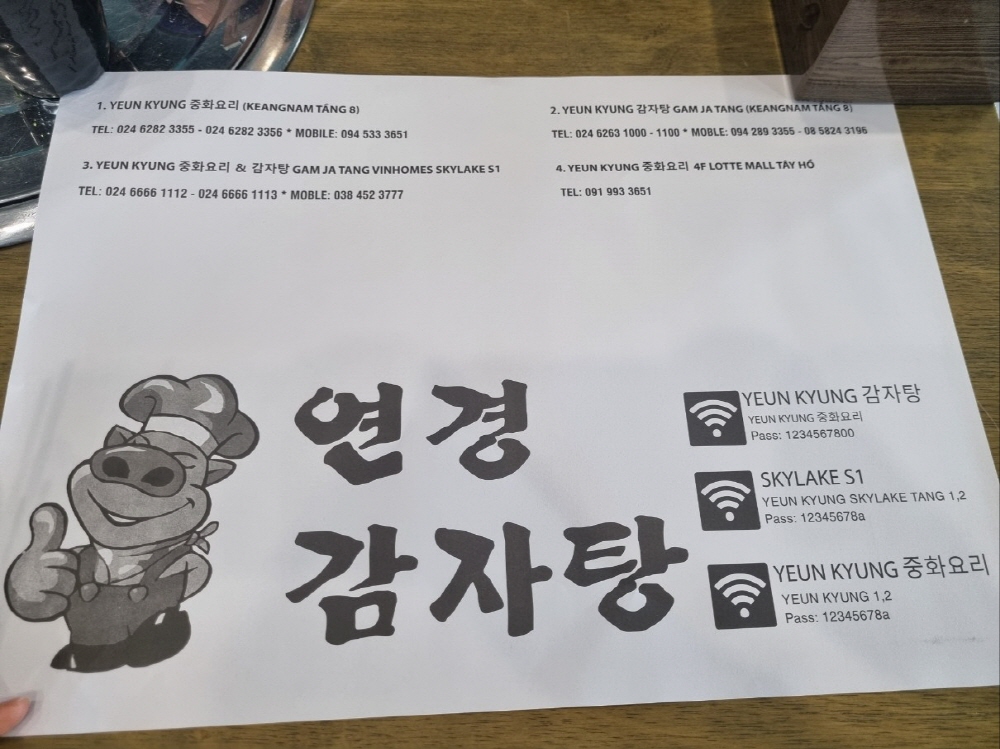 1. YEUN KYUNG 중화요리 (KEANGNAM TẦNG 8)
TEL: 024 6282 3355 - 024 6282 3356 * MOBILE: 094 533 3651
2. YEUN KYUNG 감자탕 GAM JA TANG (KEANGNAM TẦNG 8)
TEL: 024 6263 1000 - 1100 * MOBLE: 094 289 3355 - 08 5824 3196
3. YEUN KYUNG 중화요리 & 감자탕 GAM JA TANG VINHOMES SKYLAKE S1
TEL: 024 6666 1112 - 024 6666 1113 * MOBLE: 038 452 3777
4. YEUN KYUNG 중화요리 4F LOTTE MALL TÂY HỒ
TEL: 091 993 3651
연경
감자탕
YEUN KYUNG 감자탕
YEUN KYUNG 중화요리
Pass: 1234567800
SKYLAKE S1
YEUN KYUNG SKYLAKE TANG 1,2
Pass: 12345678a
YEUN KYUNG 중화요리
YEUN KYUNG 1,2
Pass: 12345678a